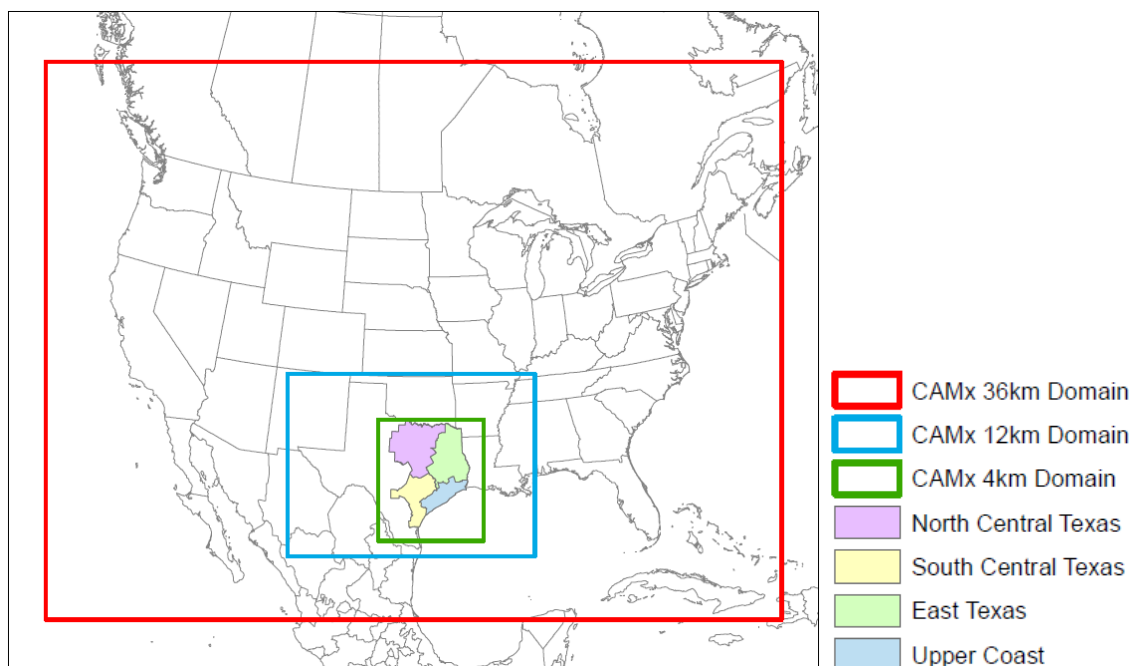 CAMx 36km Domain
CAMx 12km Domain
CAMx 4km Domain
North Central Texas
South Central Texas
East Texas
Upper Coast